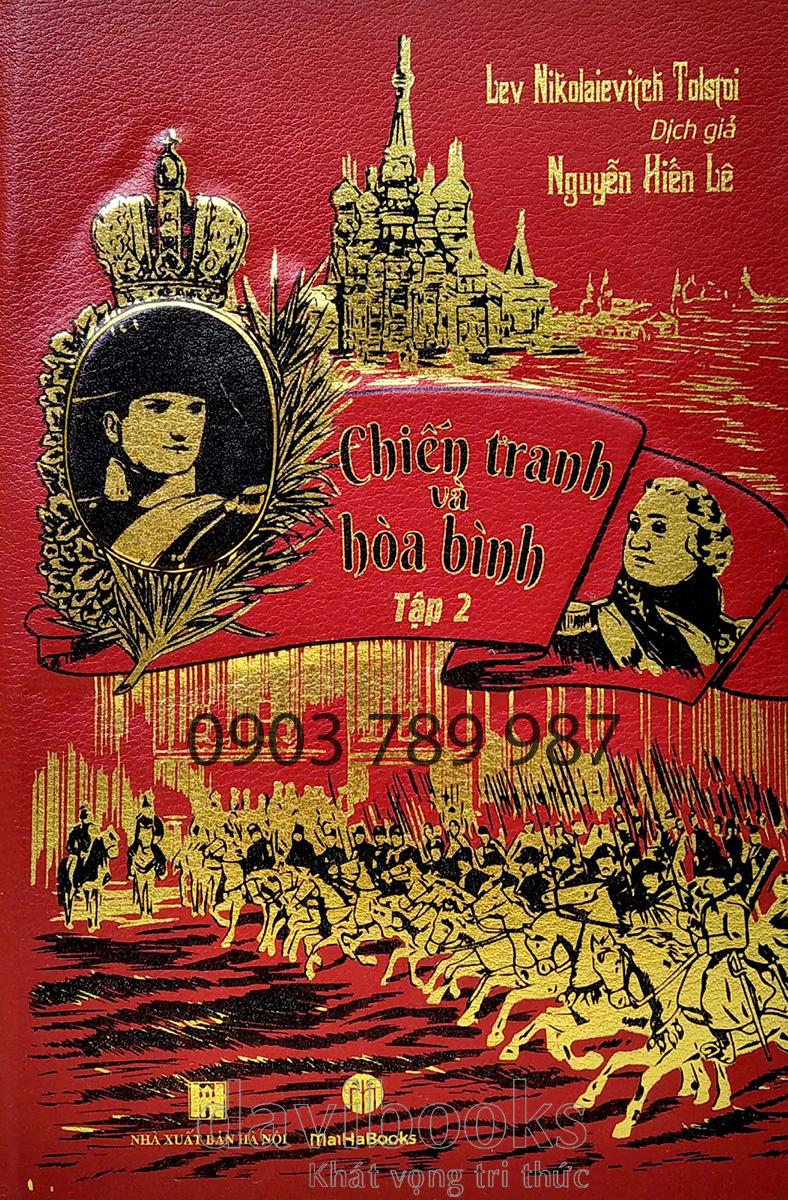 Lev Nikolaievitch Tolstoi
Dịch giả
Nguyễn Hiến Lê
Chiến tranh
và
hòa bình
Tập 2
0903 789 987
NHÀ XUẤT BẢN HÀ NỘI
MaiHaBooks
davibooks
Khát vọng tri thức